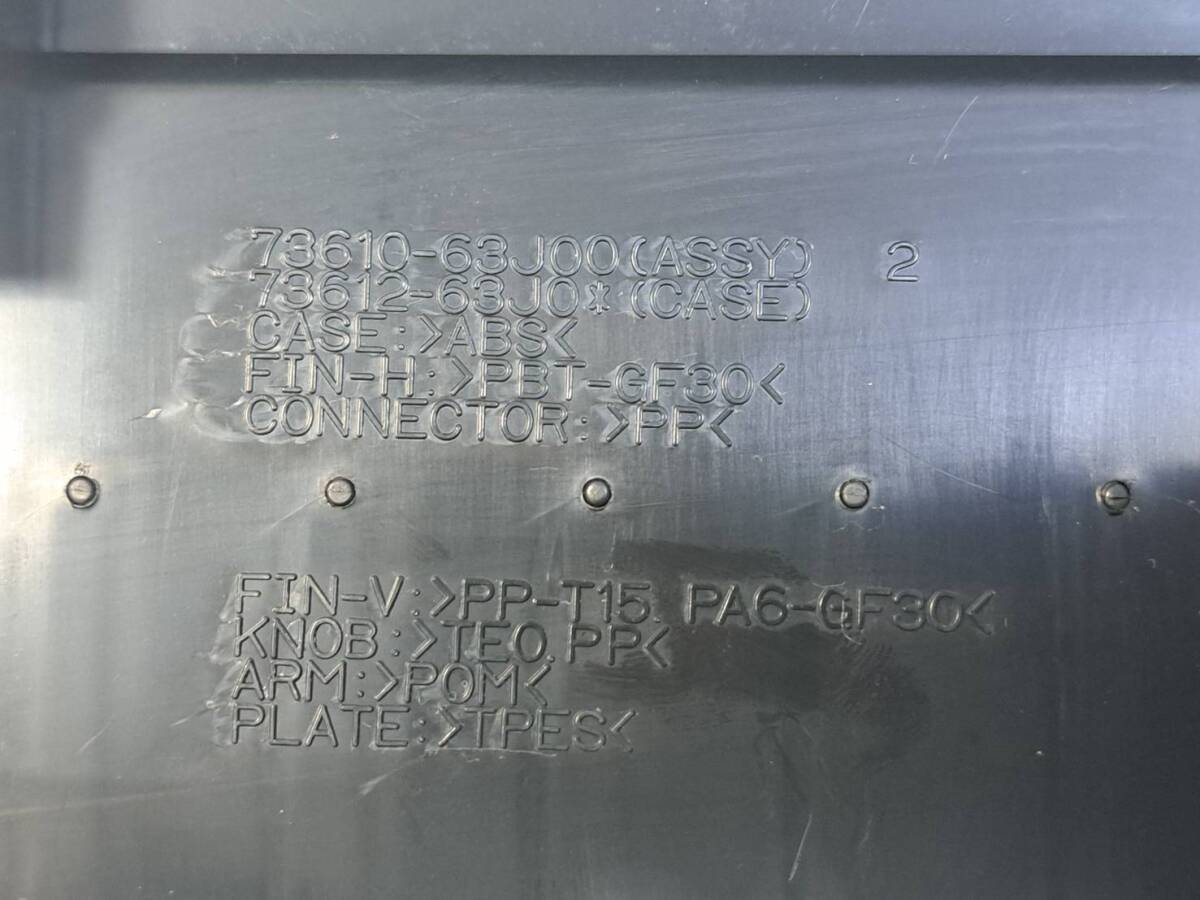 73610-63J00(ASSY) 2
73612-63J0*(CASE)
CASE:>ABS<
FIN-H:>PBT-GF30<
CONNECTOR:>PP<
FIN-V:>PP-T15. PA6-GF30<
KNOB:>TEO.PP<
ARM:>POM<
PLATE:>TPES<